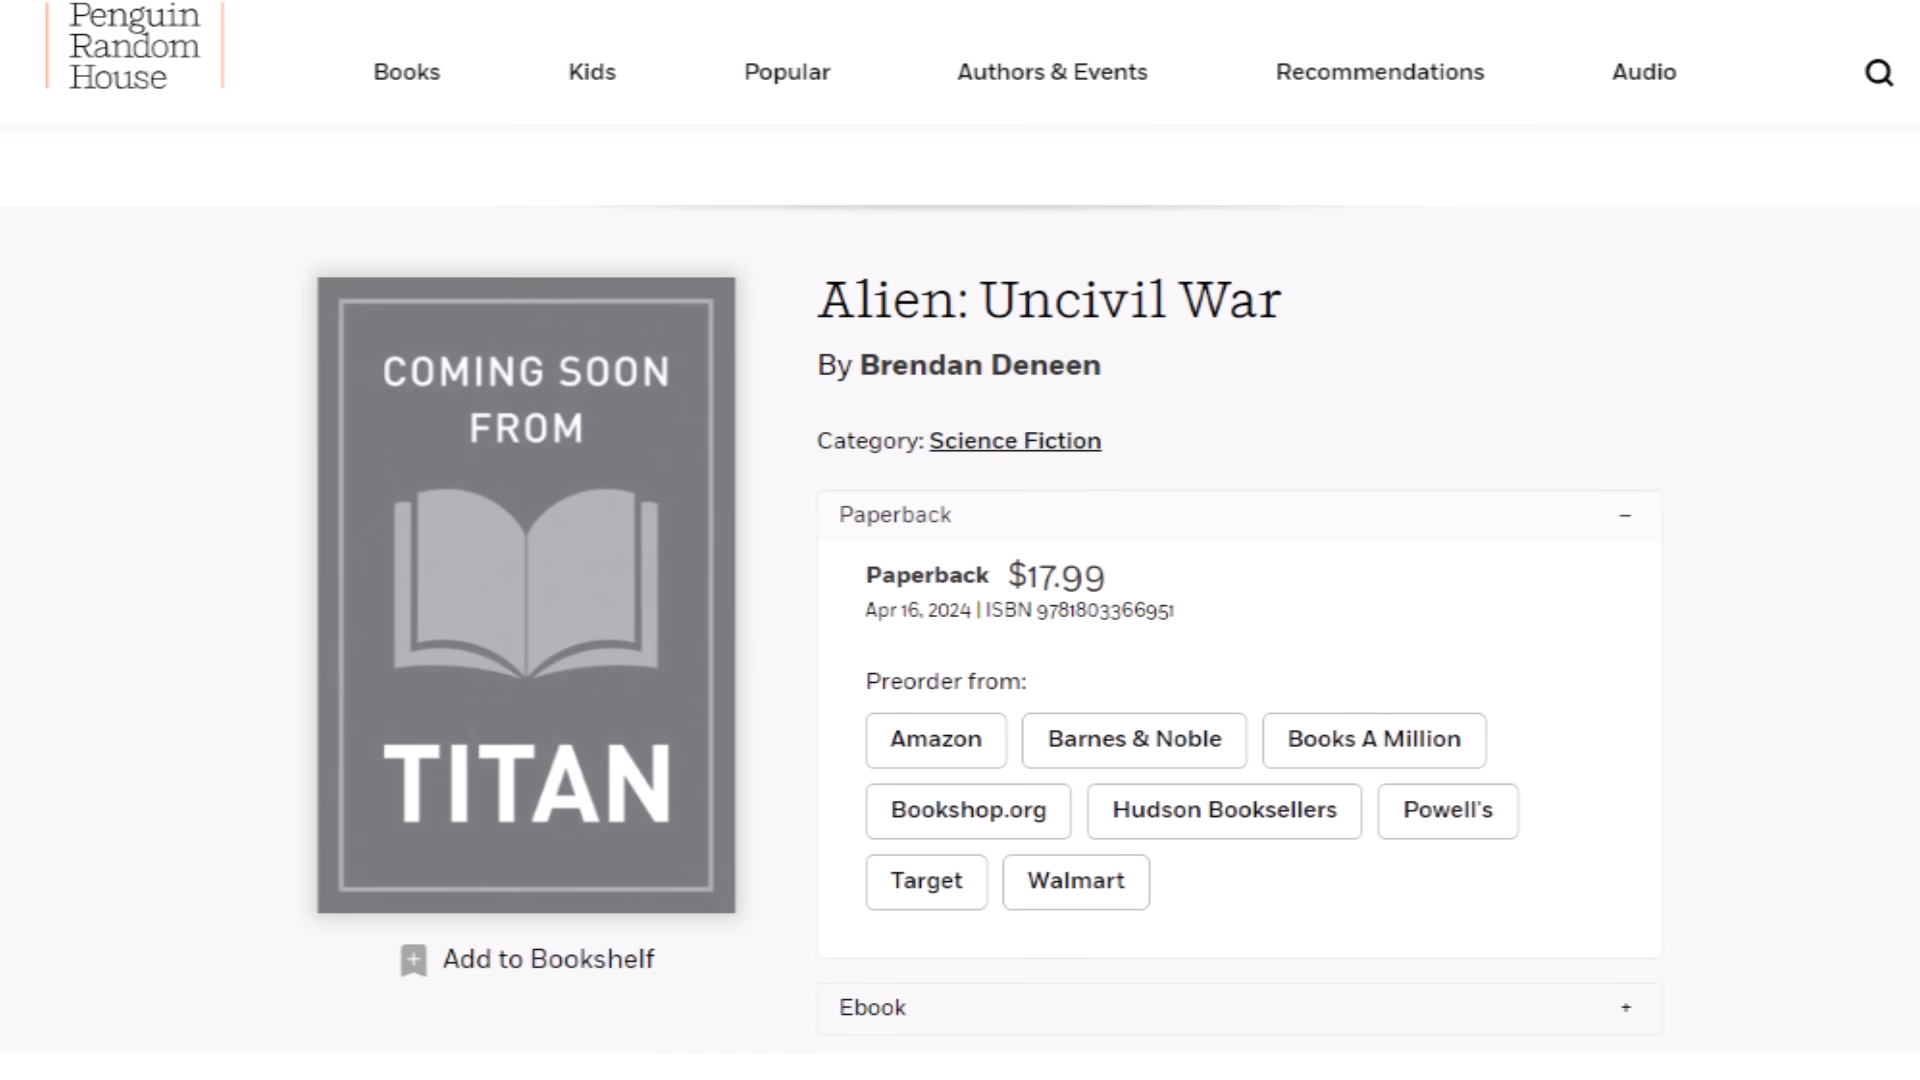 Penguin
Random
House
Books
Kids
Popular
Authors & Events
Recommendations
Audio
COMING SOON
FROM
TITAN
Add to Bookshelf
Alien: Uncivil War
By Brendan Deneen
Category: Science Fiction
Paperback –
Paperback $17.99
Apr 16, 2024 | ISBN 9781803366951
Preorder from:
Amazon
Barnes & Noble
Books A Million
Bookshop.org
Hudson Booksellers
Powell's
Target
Walmart
Ebook +